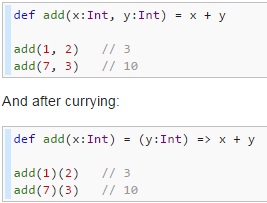 def add(x:Int, y:Int) = x + y
add(1, 2)   // 3
add(7, 3)   // 10
And after currying:
def add(x:Int) = (y:Int) => x + y
add(1)(2)   // 3
add(7)(3)   // 10